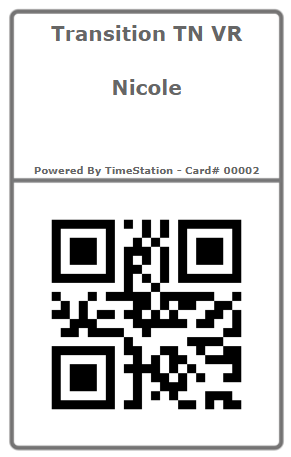 Transition TN VR
Nicole
Powered By TimeStation - Card# 00002